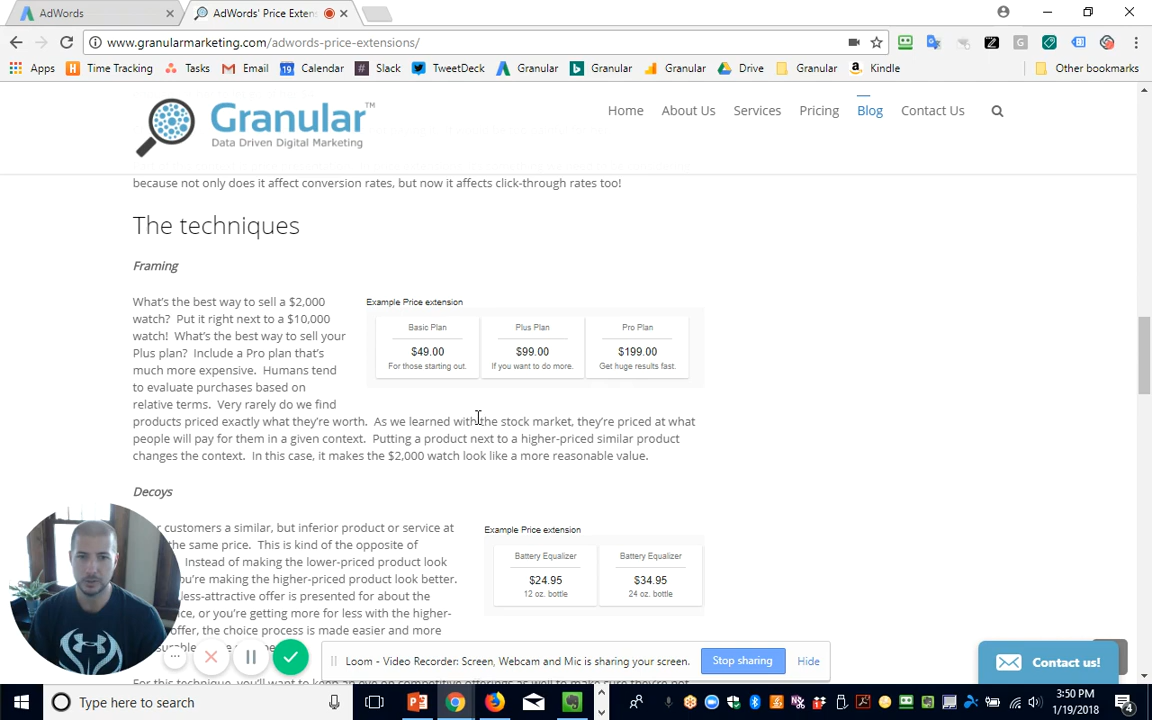 AdWords
AdWords' Price Exten
www.granularmarketing.com/adwords-price-extensions/
Apps
Time Tracking
Tasks
Email
Calendar
Slack
TweetDeck
Granular
Granular
Granular
Drive
Granular
Kindle
Other bookmarks
Granular™
Data Driven Digital Marketing
Home
About Us
Services
Pricing
Blog
Contact Us
because not only does it affect conversion rates, but now it affects click-through rates too!
The techniques
Framing
What's the best way to sell a $2,000
watch? Put it right next to a $10,000
watch! What's the best way to sell your
Plus plan? Include a Pro plan that's
much more expensive. Humans tend
to evaluate purchases based on
relative terms. Very rarely do we find
products priced exactly what they're worth. As we learned with the stock market, they're priced at what
people will pay for them in a given context. Putting a product next to a higher-priced similar product
changes the context. In this case, it makes the $2,000 watch look like a more reasonable value.
Example Price extension
Basic Plan
$49.00
For those starting out.
Plus Plan
$99.00
If you want to do more.
Pro Plan
$199.00
Get huge results fast.
Decoys
customers a similar, but inferior product or service at
the same price. This is kind of the opposite of
Instead of making the lower-priced product look
you're making the higher-priced product look better.
less-attractive offer is presented for about the
or you're getting more for less with the higher-
offer, the choice process is made easier and more
Example Price extension
Battery Equalizer
$24.95
12 oz. bottle
Battery Equalizer
$34.95
24 oz. bottle
Loom - Video Recorder: Screen, Webcam and Mic is sharing your screen.
Stop sharing
Hide
Contact us!
Type here to search
3:50 PM
1/19/2018
4